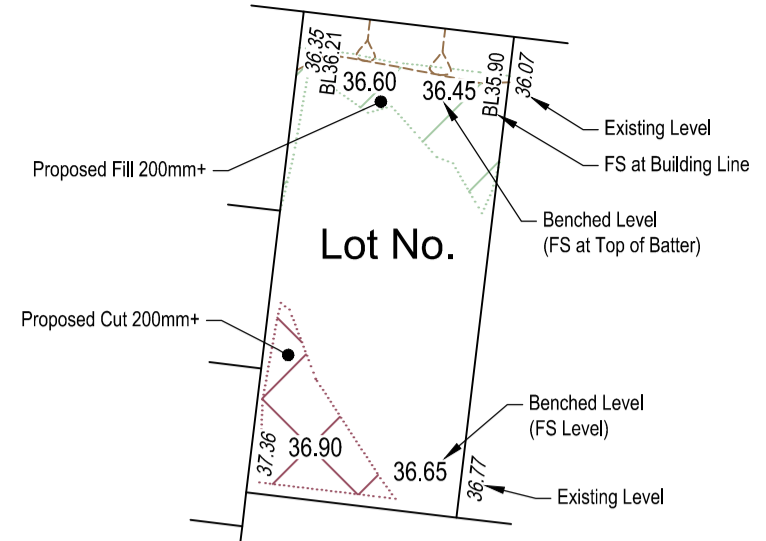 36.35
BL36.21
36.60
36.45
BL35.90
36.07
Existing Level
FS at Building Line
Proposed Fill 200mm+
Benched Level
(FS at Top of Batter)
Lot No.
Proposed Cut 200mm+
Benched Level
(FS Level)
37.36
36.90
36.65
36.77
Existing Level